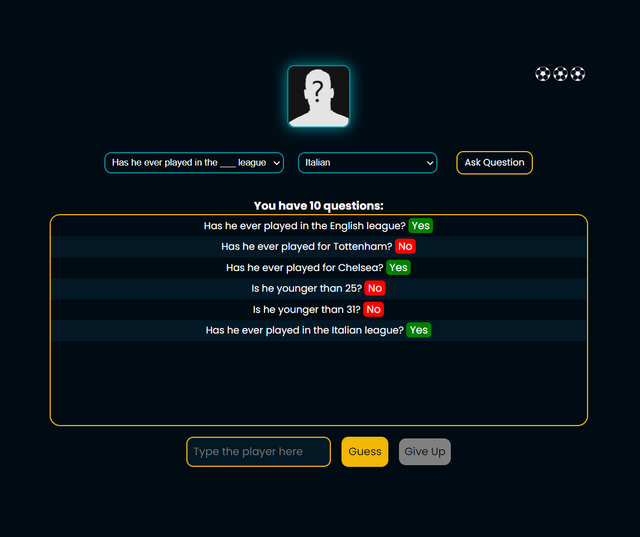 ?
Has he ever played in the ___ league
Italian
Ask Question
You have 10 questions:
Has he ever played in the English league? Yes
Has he ever played for Tottenham? No
Has he ever played for Chelsea? Yes
Is he younger than 25? No
Is he younger than 31? No
Has he ever played in the Italian league? Yes
Type the player here
Guess
Give Up